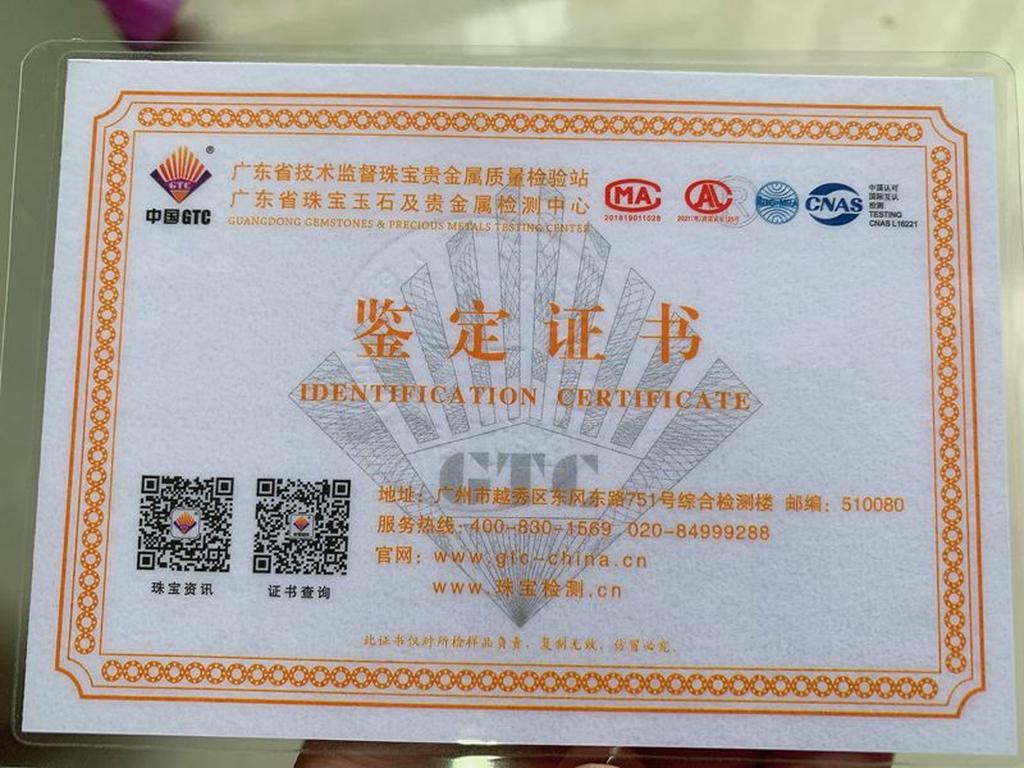 广东省技术监督珠宝贵金属质量检验站
广东省珠宝玉石及贵金属检测中心
GUANGDONG GEMSTONES & PRECIOUS METALS TESTING CENTER
GTC
®
中国GTC
MA
201819011028
AL
ilac-MRA
CNAS
中国认可
国际互认
检测
TESTING
CNAS L16221
鉴定证书
IDENTIFICATION CERTIFICATE
GTC
地址：广州市越秀区东风东路751号综合检测楼 邮编：510080
服务热线：400-830-1569 020-84999288
官网：www.gtc-china.cn
www.珠宝检测.cn
珠宝资讯
证书查询
此证书仅对所检样品负责，复制无效，仿冒必究。